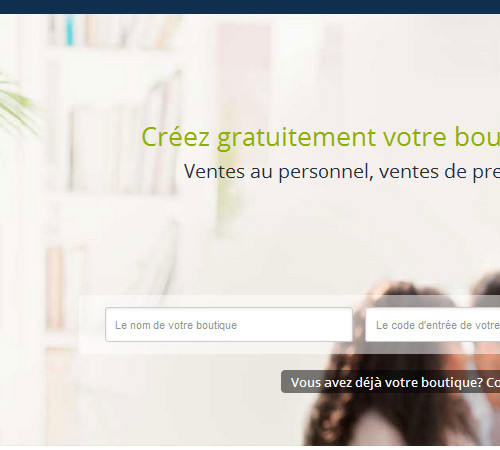 Créez gratuitement votre bou
Ventes au personnel, ventes de pre
Le nom de votre boutique
Le code d'entrée de votre
Vous avez déjà votre boutique? Co